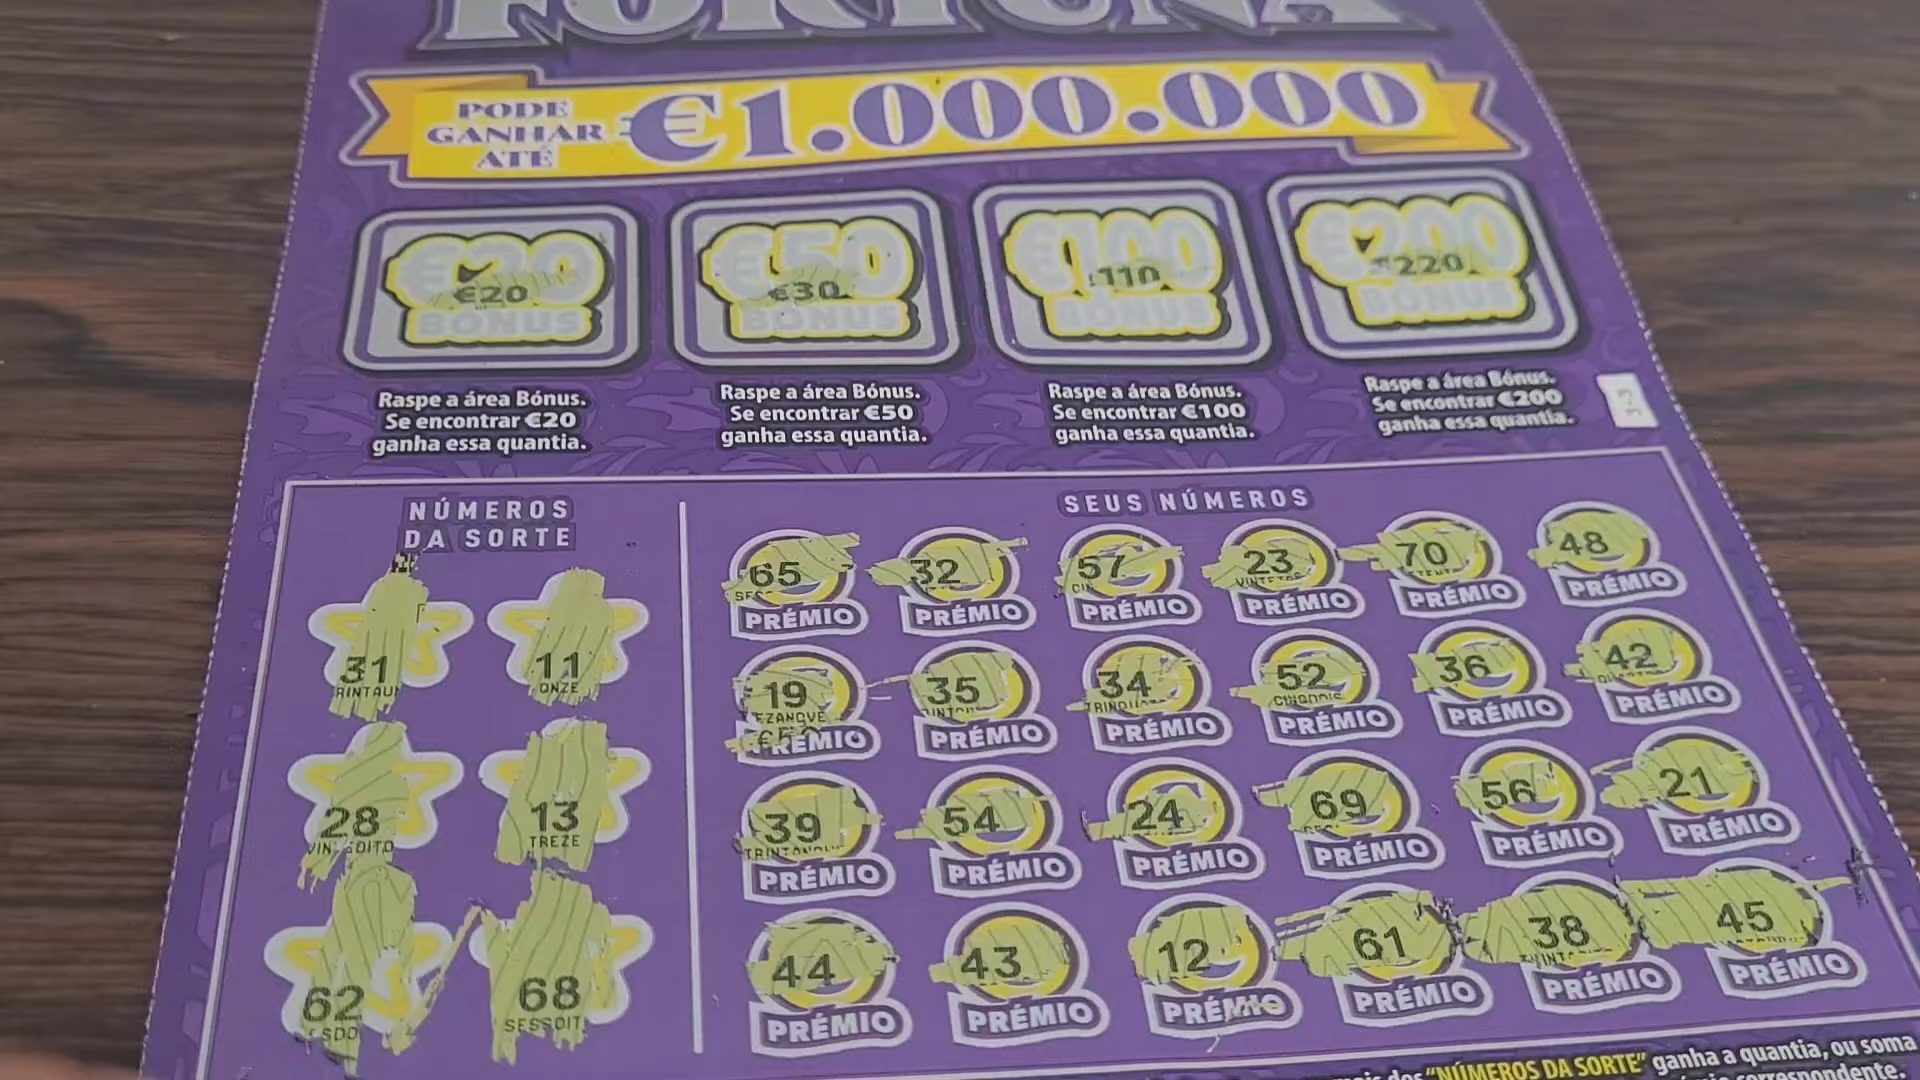 FORTUNA
PODE
GANHAR
ATÉ
€1.000.000
€20
€20
BÓNUS
€50
€30
BÓNUS
€100
110
BÓNUS
€200
220
BÓNUS
Raspe a área Bónus.
Se encontrar €20
ganha essa quantia.
Raspe a área Bónus.
Se encontrar €50
ganha essa quantia.
Raspe a área Bónus.
Se encontrar €100
ganha essa quantia.
Raspe a área Bónus.
Se encontrar €200
ganha essa quantia.
NÚMEROS
DA SORTE
31 11
ONZE
28 13
TREZE
62 68
SESSOIT
SEUS NÚMEROS
65 32 57 23 70 48
PRÉMIO PRÉMIO PRÉMIO PRÉMIO PRÉMIO PRÉMIO
19 35 34 52 36 42
EZANOVE
PRÉMIO PRÉMIO PRÉMIO PRÉMIO PRÉMIO PRÉMIO
39 54 24 69 56 21
PRÉMIO PRÉMIO PRÉMIO PRÉMIO PRÉMIO PRÉMIO
44 43 12 61 38 45
PRÉMIO PRÉMIO PRÉMIO PRÉMIO PRÉMIO PRÉMIO
dos "NÚMEROS DA SORTE" ganha a quantia, ou soma
correspondente.